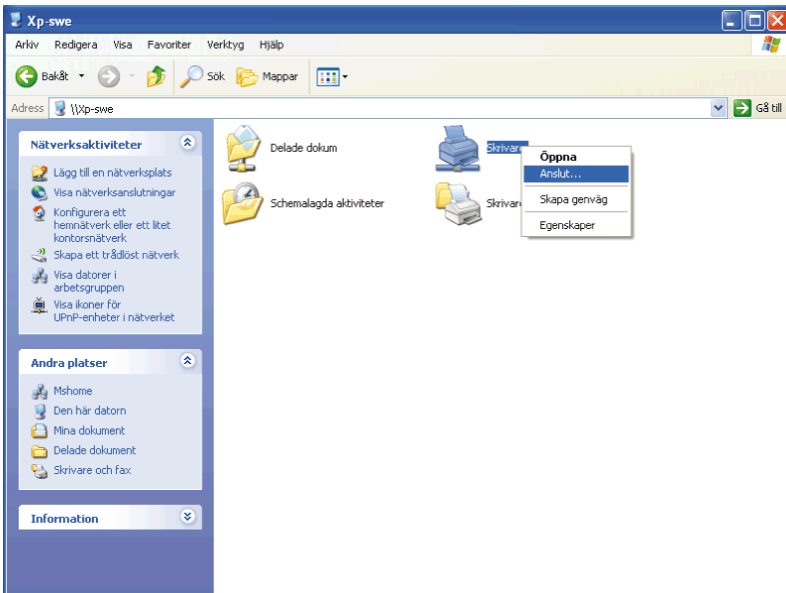 Xp-swe
Arkiv Redigera Visa Favoriter Verktyg Hjälp
Bakåt Sök Mappar
Adress \\Xp-swe Gå till
Nätverksaktiviteter
Lägg till en nätverksplats
Visa nätverksanslutningar
Konfigurera ett
hemnätverk eller ett litet
kontorsnätverk
Skapa ett trådlöst nätverk
Visa datorer i
arbetsgruppen
Visa ikoner för
UPnP-enheter i nätverket
Andra platser
Mshome
Den här datorn
Mina dokument
Delade dokument
Skrivare och fax
Information
Delade dokum
Skrivare
Schemalagda aktiviteter
Öppna
Anslut...
Skapa genväg
Egenskaper